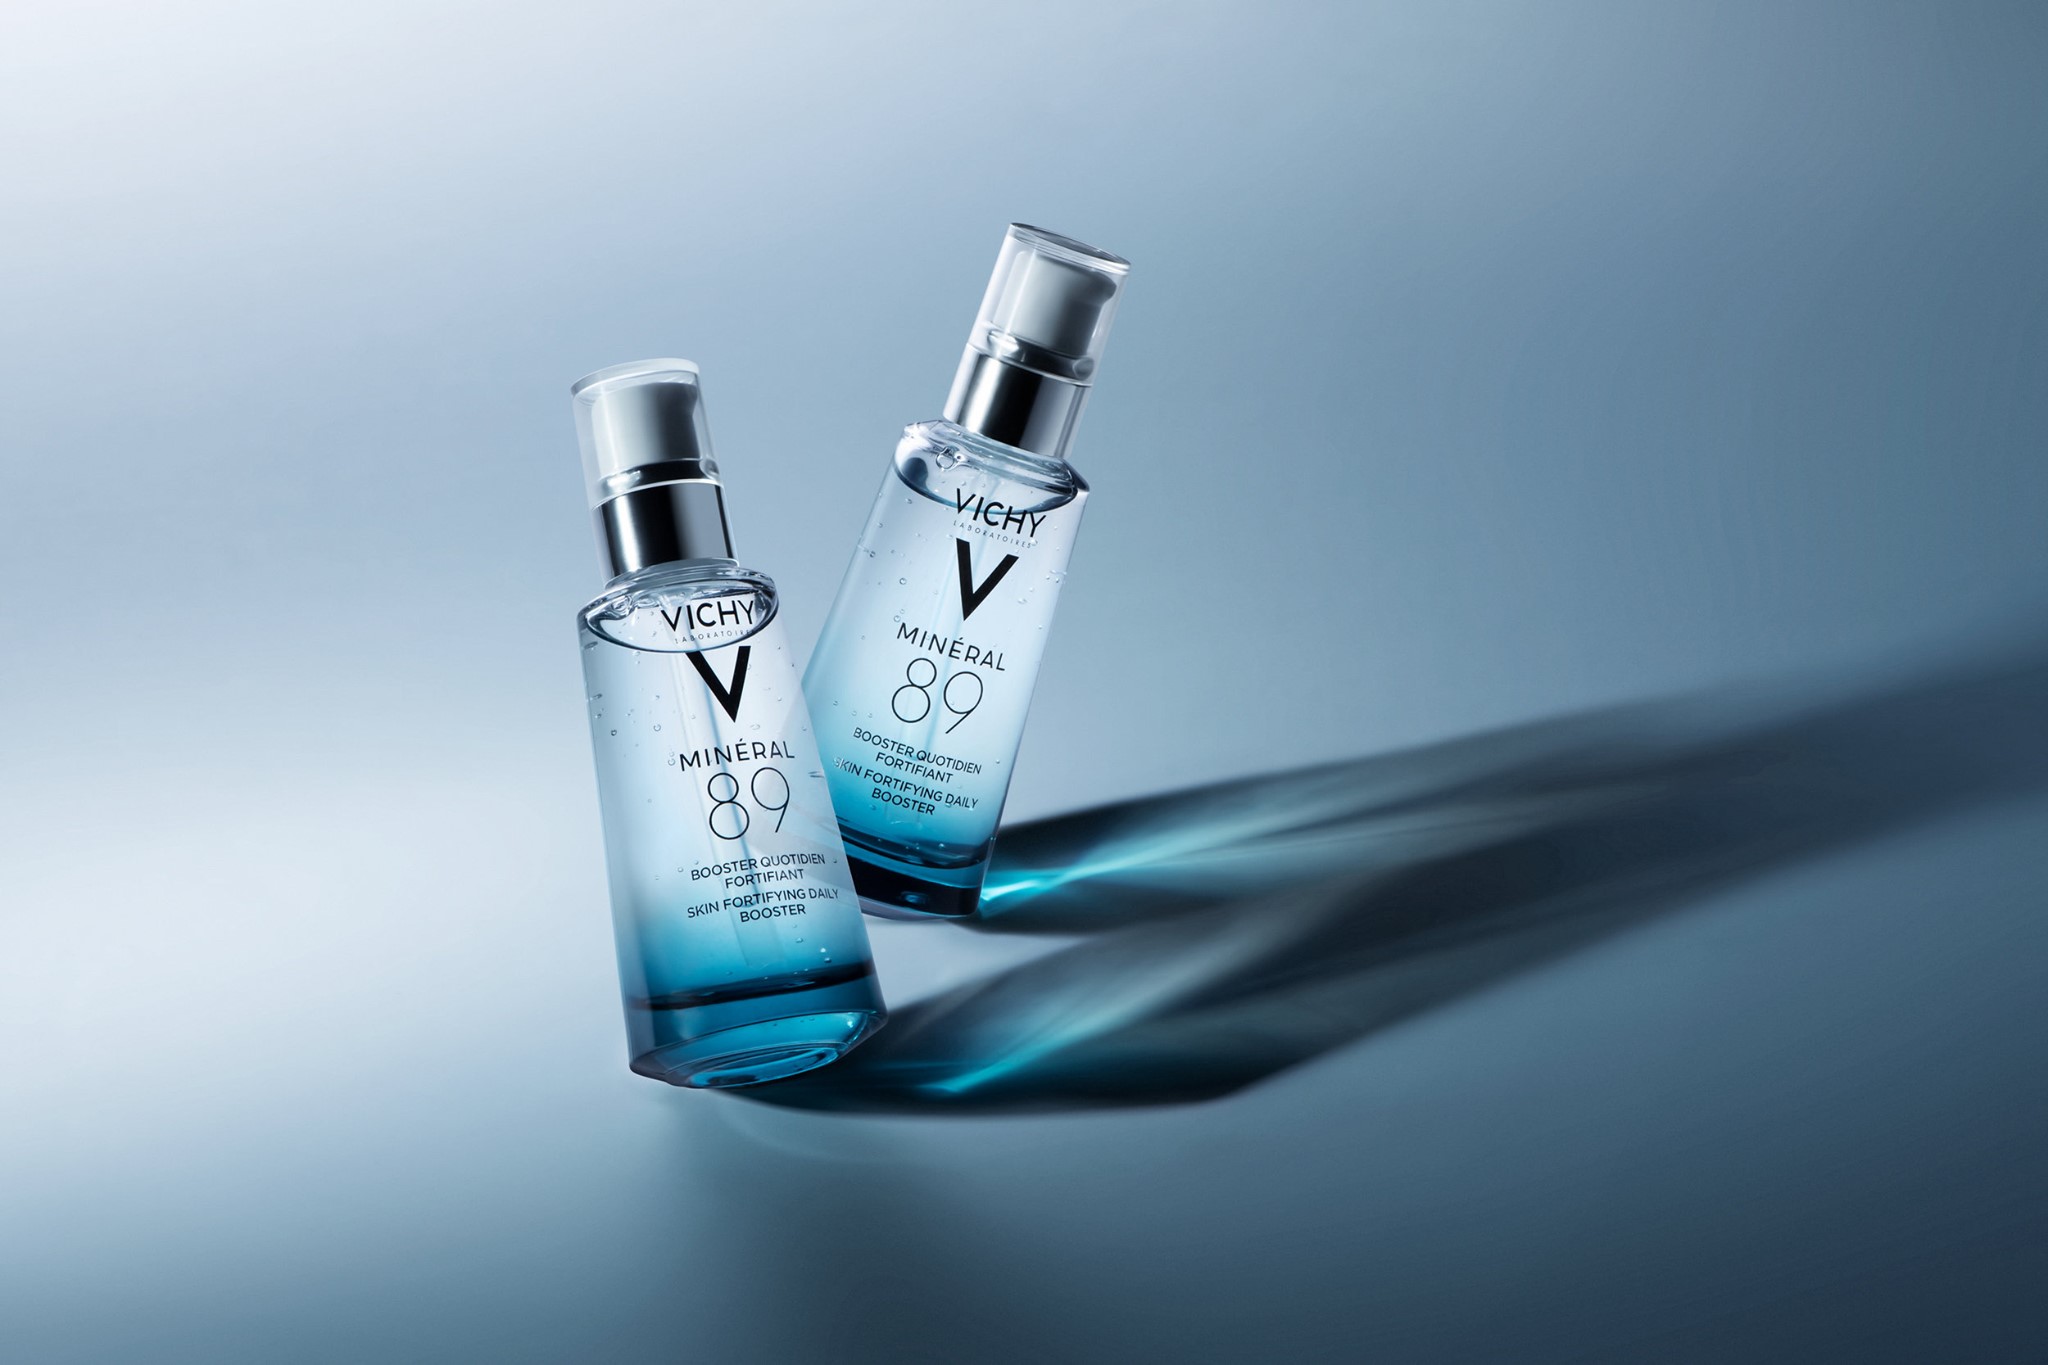 VICHY
LABORATOIRES
V
MINÉRAL
89
BOOSTER QUOTIDIEN
FORTIFIANT
SKIN FORTIFYING DAILY
BOOSTER
VICHY
LABORATOIRES
V
MINÉRAL
89
BOOSTER QUOTIDIEN
FORTIFIANT
SKIN FORTIFYING DAILY
BOOSTER